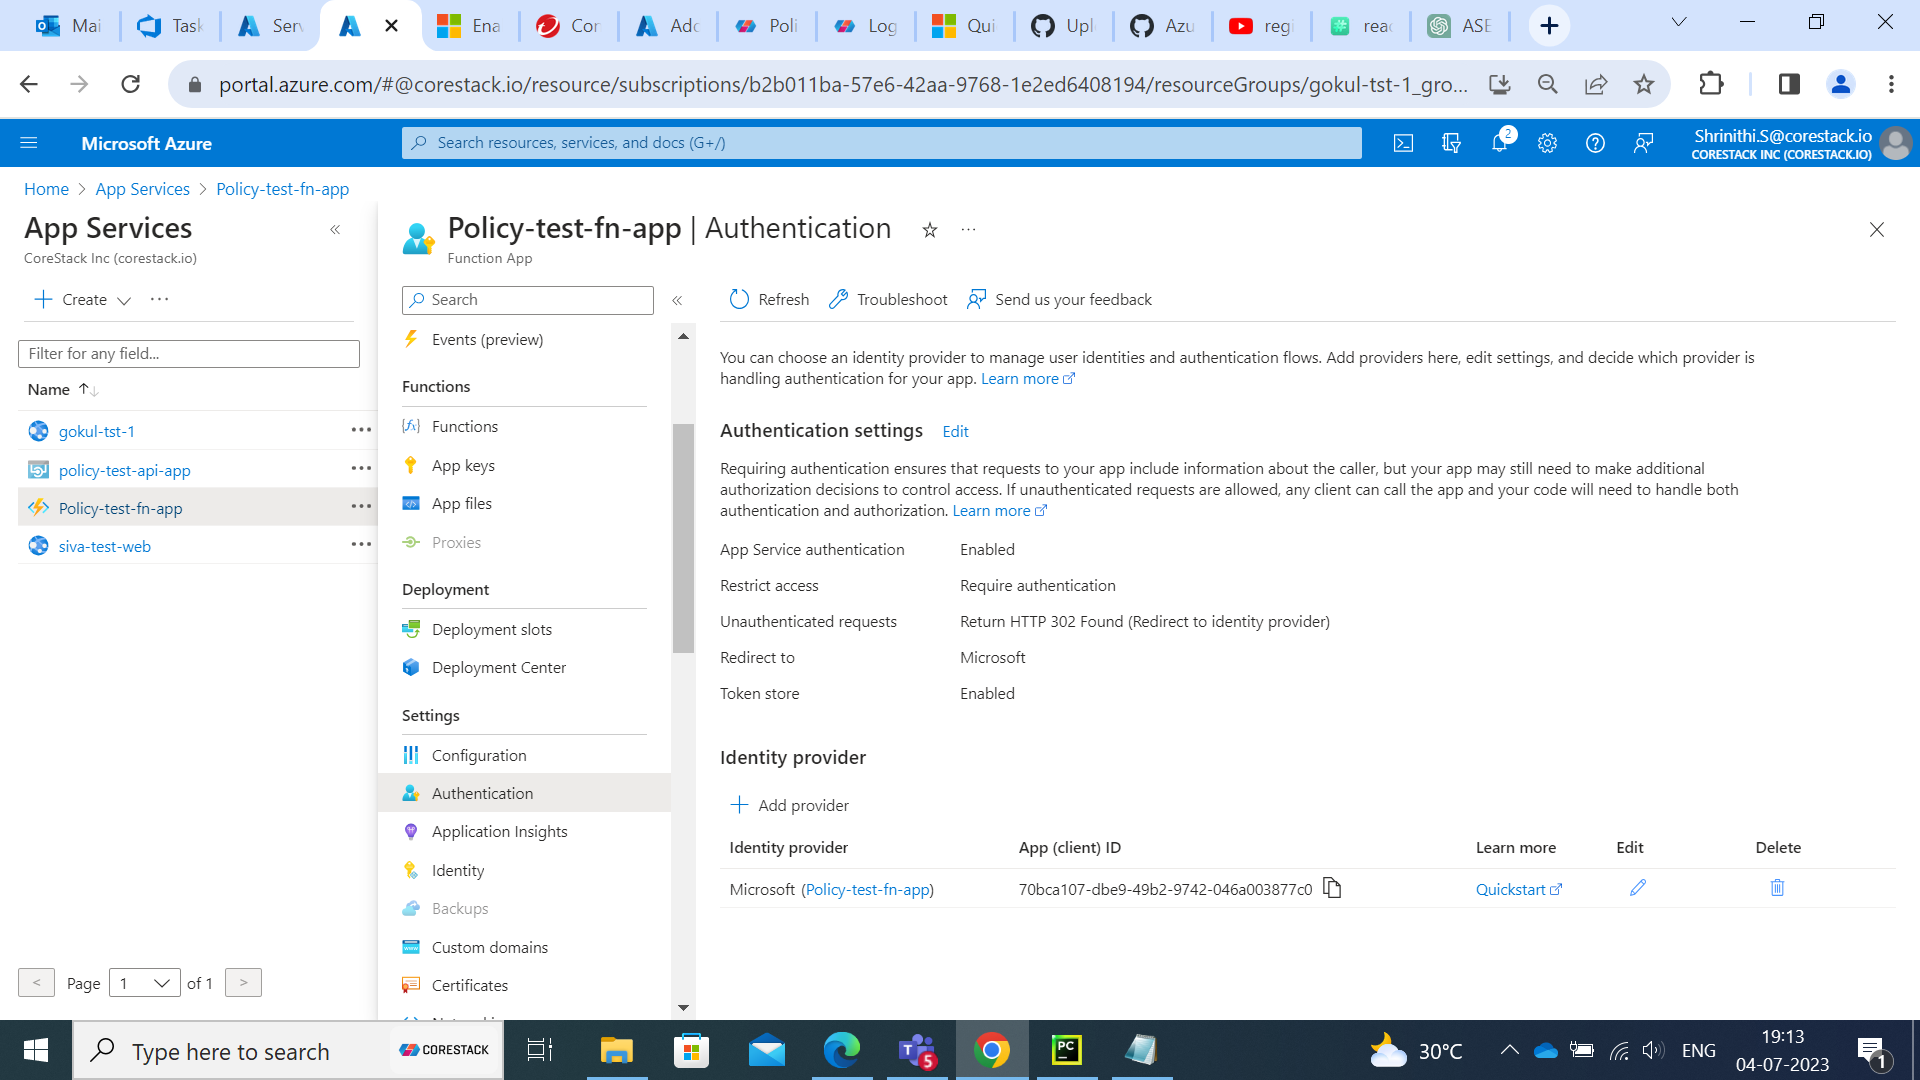 Mai
Task
Serv
Ena
Cor
Adc
Poli
Log
Qui
Uplo
Azu
regi
reac
ASE
portal.azure.com/#@corestack.io/resource/subscriptions/b2b011ba-57e6-42aa-9768-1e2ed6408194/resourceGroups/gokul-tst-1_gro...
Microsoft Azure
Search resources, services, and docs (G+/)
2
Shrinithi.S@corestack.io
CORESTACK INC (CORESTACK.IO)
Home > App Services > Policy-test-fn-app
App Services
CoreStack Inc (corestack.io)
Create
Filter for any field...
Name
gokul-tst-1
policy-test-api-app
Policy-test-fn-app
siva-test-web
< Page 1 of 1 >
Policy-test-fn-app | Authentication
Function App
Search
Events (preview)
Functions
Functions
App keys
App files
Proxies
Deployment
Deployment slots
Deployment Center
Settings
Configuration
Authentication
Application Insights
Identity
Backups
Custom domains
Certificates
Refresh
Troubleshoot
Send us your feedback
You can choose an identity provider to manage user identities and authentication flows. Add providers here, edit settings, and decide which provider is
handling authentication for your app. Learn more
Authentication settings Edit
Requiring authentication ensures that requests to your app include information about the caller, but your app may still need to make additional
authorization decisions to control access. If unauthenticated requests are allowed, any client can call the app and your code will need to handle both
authentication and authorization. Learn more
App Service authentication Enabled
Restrict access Require authentication
Unauthenticated requests Return HTTP 302 Found (Redirect to identity provider)
Redirect to Microsoft
Token store Enabled
Identity provider
Add provider
Identity provider App (client) ID Learn more Edit Delete
Microsoft (Policy-test-fn-app) 70bca107-dbe9-49b2-9742-046a003877c0 Quickstart
Type here to search
CORESTACK
5
PC
30°C
ENG
19:13
04-07-2023
1